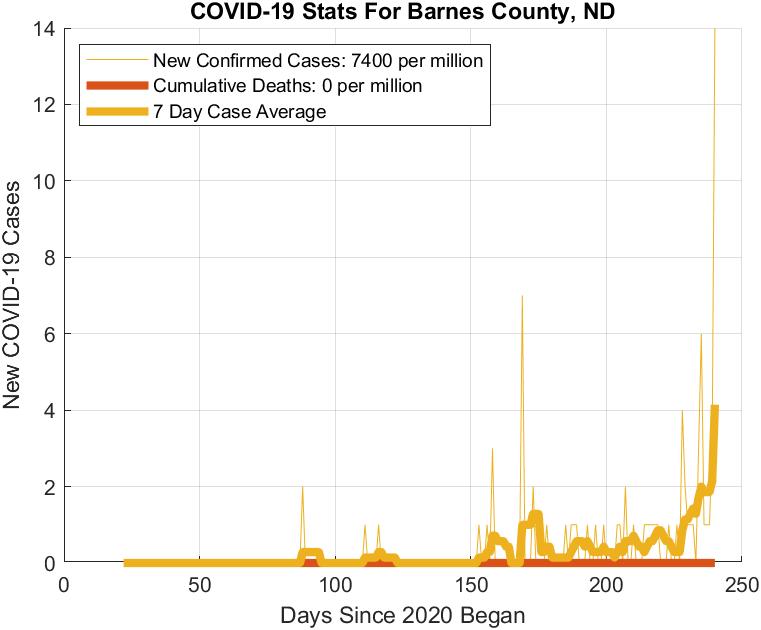 COVID-19 Stats For Barnes County, ND
New Confirmed Cases: 7400 per million
Cumulative Deaths: 0 per million
7 Day Case Average
New COVID-19 Cases
14
12
10
8
6
4
2
0
0 50 100 150 200 250
Days Since 2020 Began